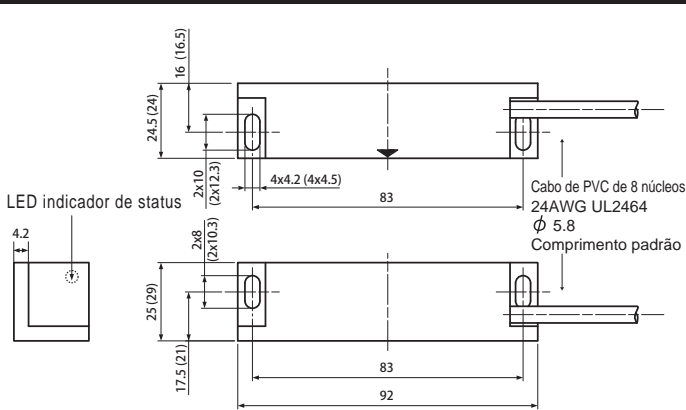 16 (16.5)
24.5 (24)
2x10
(2x12.3)
4x4.2 (4x4.5)
83
Cabo de PVC de 8 núcleos
24AWG UL2464
ϕ 5.8
Comprimento padrão
LED indicador de status
4.2
2x8
(2x10.3)
25 (29)
17.5 (21)
83
92